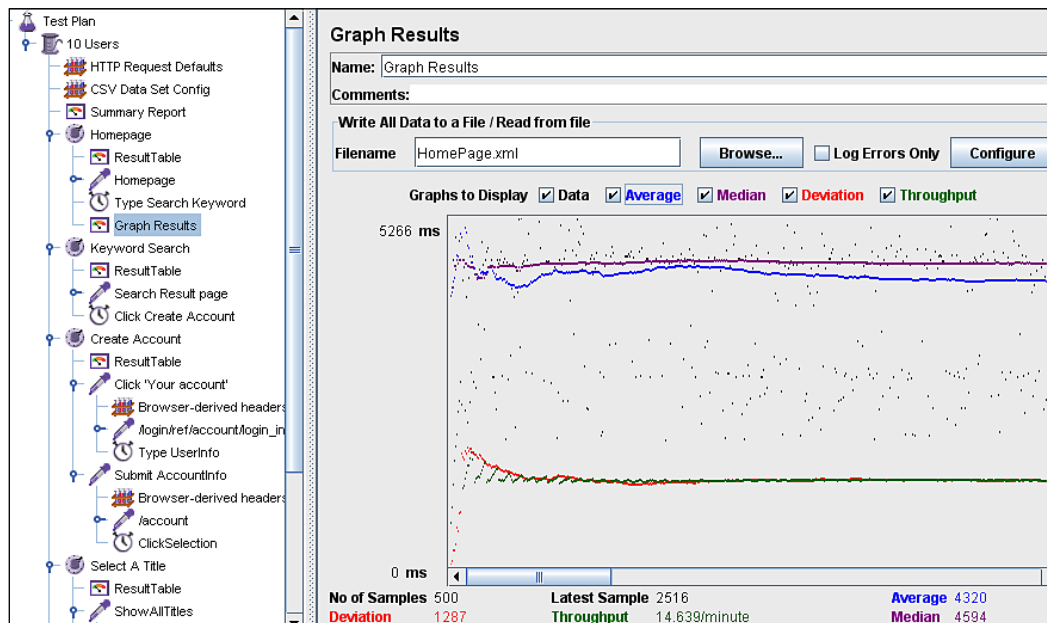 Test Plan
10 Users
HTTP Request Defaults
CSV Data Set Config
Summary Report
Homepage
ResultTable
Homepage
Type Search Keyword
Graph Results
Keyword Search
ResultTable
Search Result page
Click Create Account
Create Account
ResultTable
Click 'Your account'
Browser-derived headers
/login/ref/account/login_in
Type UserInfo
Submit AccountInfo
Browser-derived headers
/account
ClickSelection
Select A Title
ResultTable
ShowAllTitles
Graph Results
Name: Graph Results
Comments:
Write All Data to a File / Read from file
Filename HomePage.xml Browse... Log Errors Only Configure
Graphs to Display Data Average Median Deviation Throughput
5266 ms
0 ms
No of Samples 500 Latest Sample 2516 Average 4320
Deviation 1287 Throughput 14.639/minute Median 4594